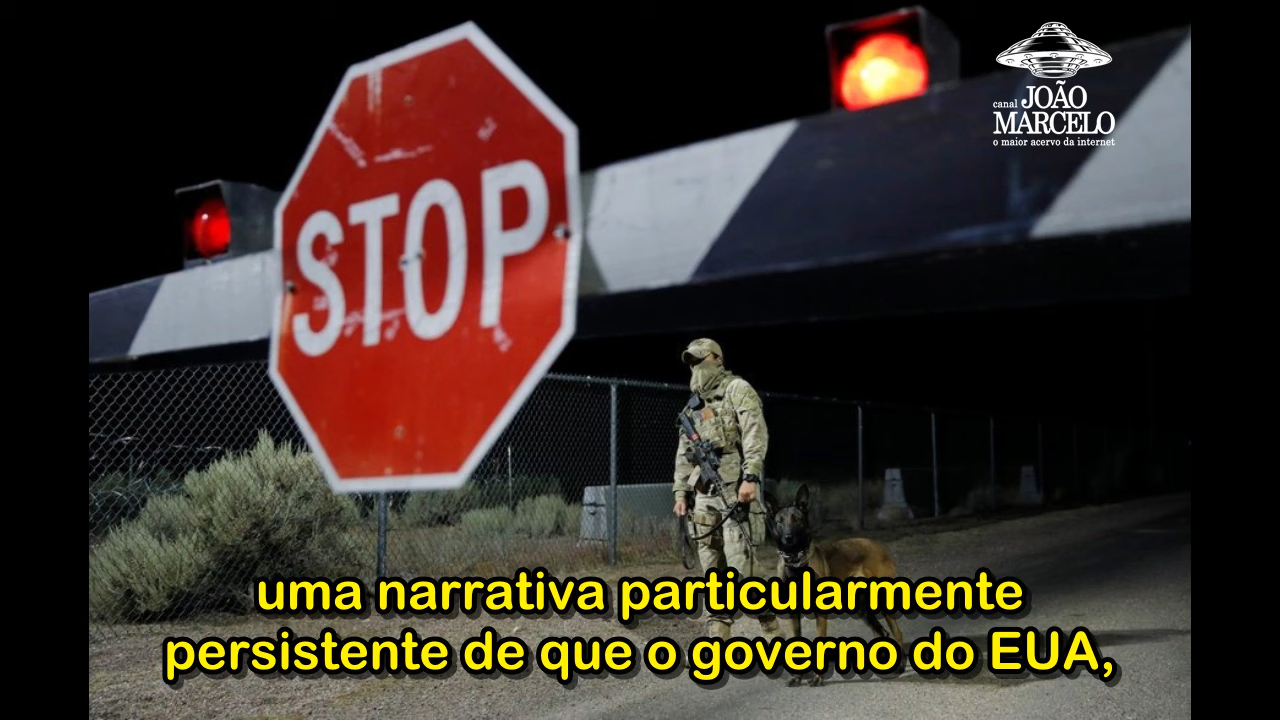 canal JOÃO
MARCELO
o maior acervo da internet
STOP
uma narrativa particularmente
persistente de que o governo do EUA,